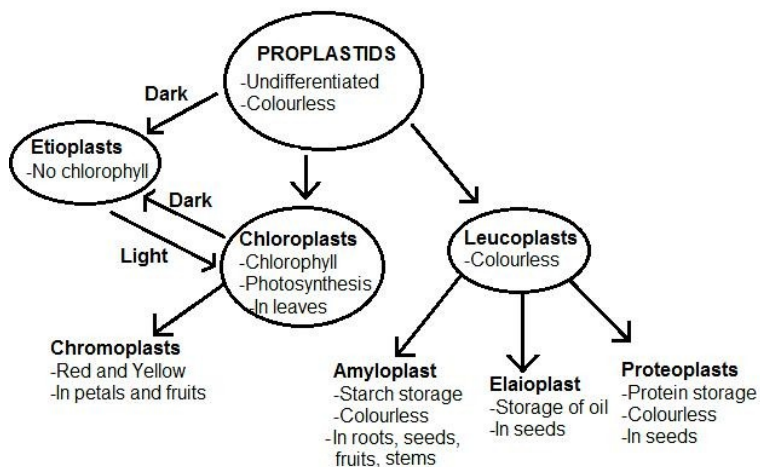 PROPLASTIDS
-Undifferentiated
-Colourless
Dark
Etioplasts
-No chlorophyll
Dark
Light
Chloroplasts
-Chlorophyll
-Photosynthesis
-In leaves
Leucoplasts
-Colourless
Chromoplasts
-Red and Yellow
-In petals and fruits
Amyloplast
-Starch storage
-Colourless
-In roots, seeds,
fruits, stems
Elaioplast
-Storage of oil
-In seeds
Proteoplasts
-Protein storage
-Colourless
-In seeds